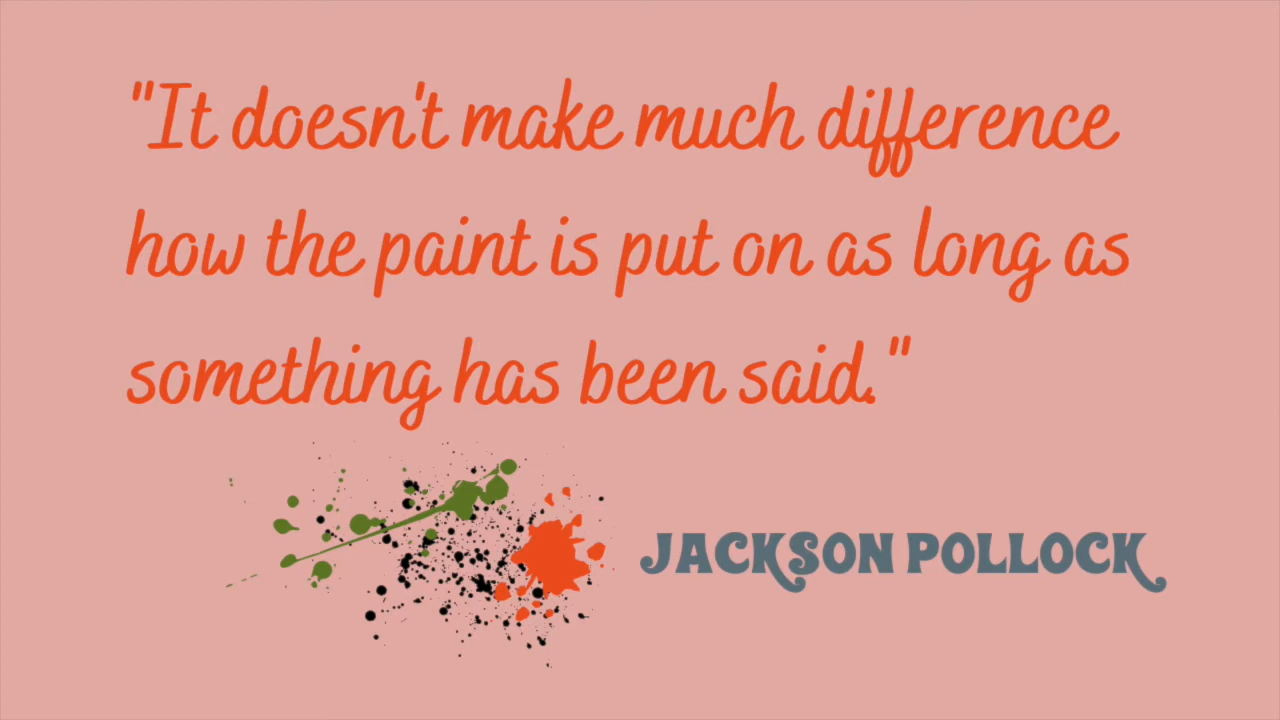 "It doesn't make much difference
how the paint is put on as long as
something has been said."
JACKSON POLLOCK